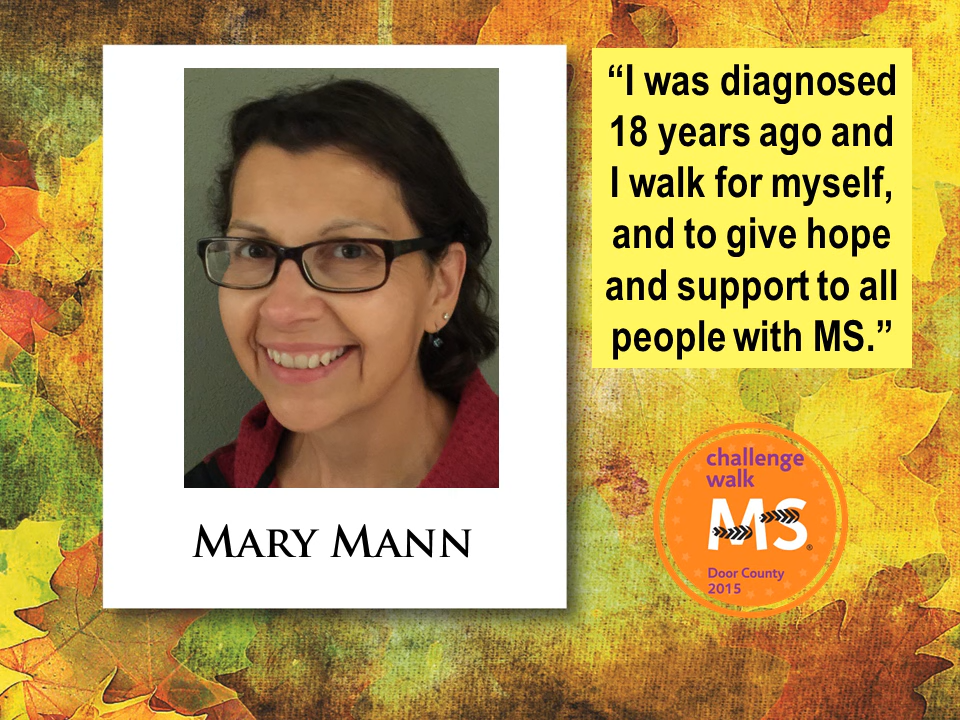 “I was diagnosed
18 years ago and
I walk for myself,
and to give hope
and support to all
people with MS.”
Mary Mann
challenge
walk
MS®
Door County
2015